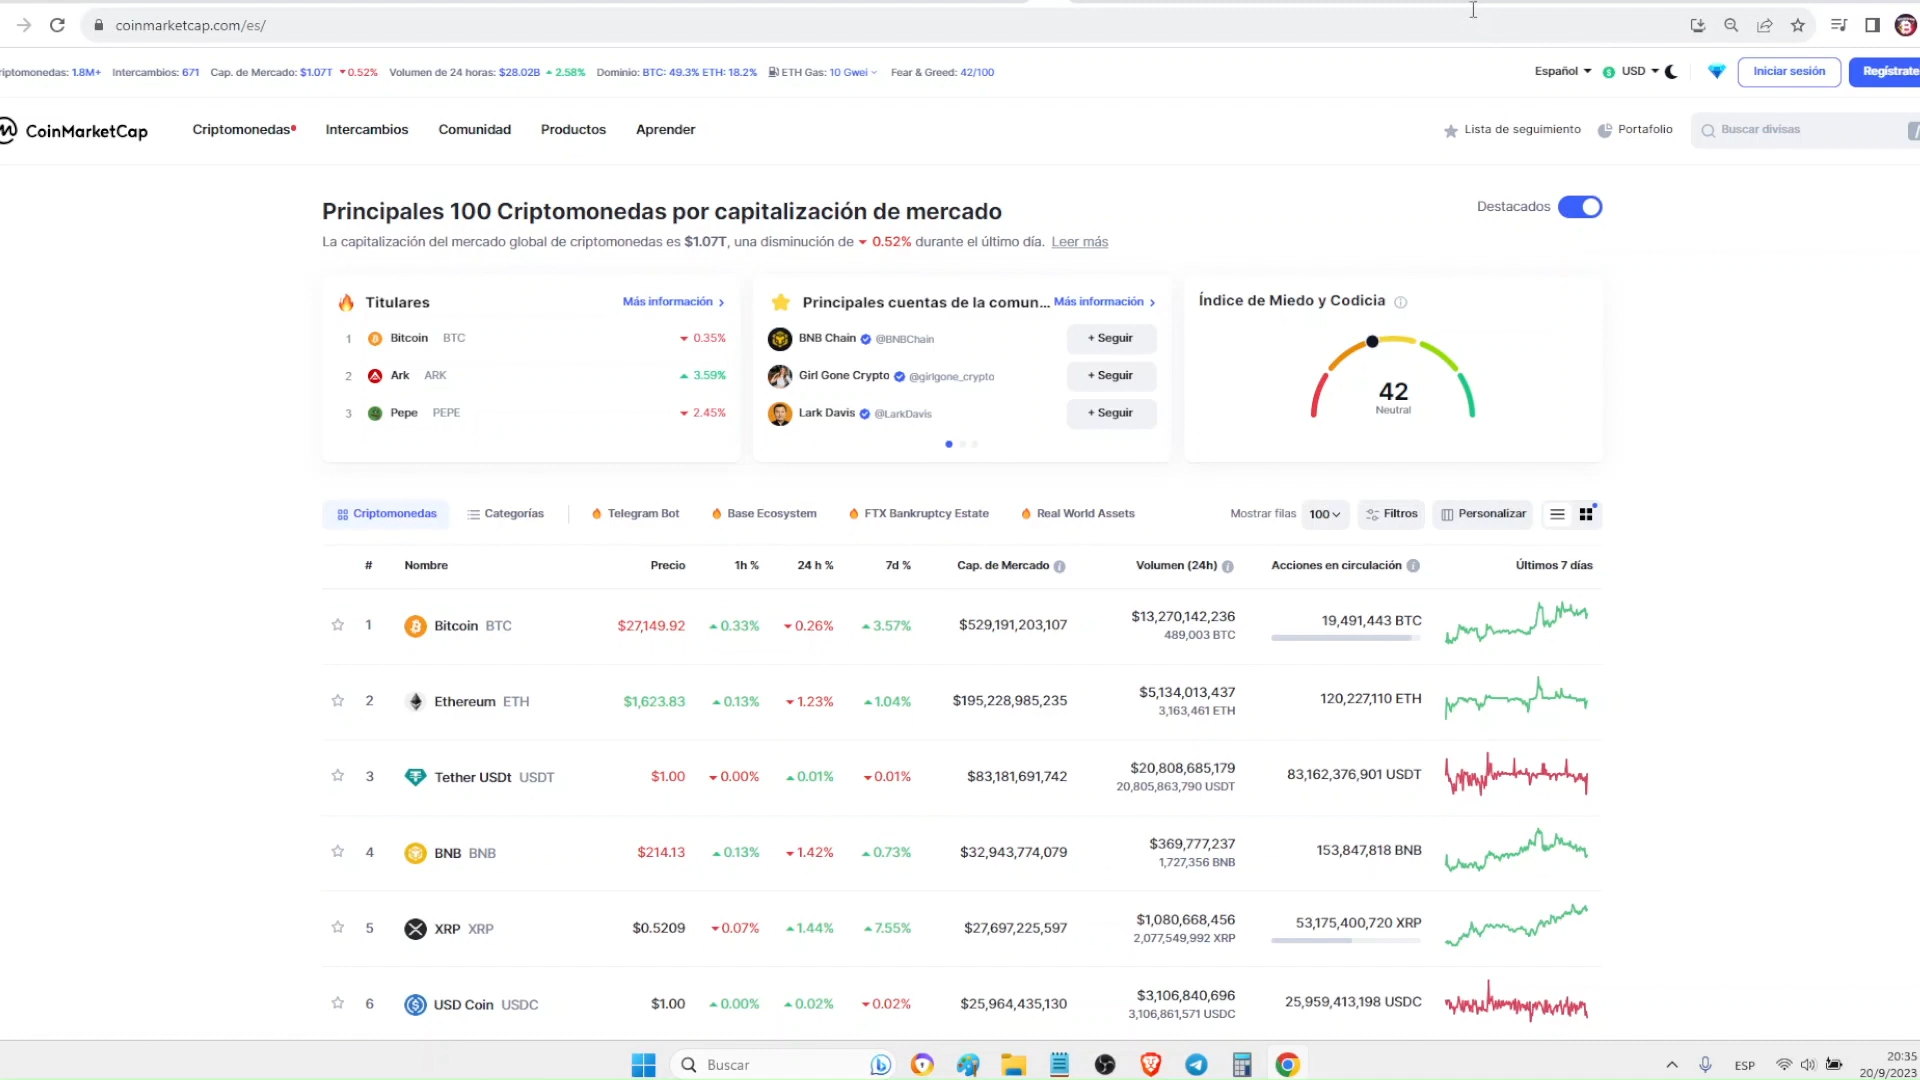 coinmarketcap.com/es/
riptomonedas: 1.8M+ Intercambios: 671 Cap. de Mercado: $1.07T 0.52% Volumen de 24 horas: $28.02B 2.58% Dominio: BTC: 49.3% ETH: 18.2% ETH Gas: 10 Gwei Fear & Greed: 42/100
Español USD Iniciar sesión Regístrate
CoinMarketCap Criptomonedas Intercambios Comunidad Productos Aprender Lista de seguimiento Portafolio Buscar divisas /
Principales 100 Criptomonedas por capitalización de mercado Destacados
La capitalización del mercado global de criptomonedas es $1.07T, una disminución de 0.52% durante el último día. Leer más
Titulares Más información
1 Bitcoin BTC 0.35%
2 Ark ARK 3.59%
3 Pepe PEPE 2.45%
Principales cuentas de la comun... Más información
BNB Chain @BNBChain + Seguir
Girl Gone Crypto @girlgone_crypto + Seguir
Lark Davis @LarkDavis + Seguir
Índice de Miedo y Codicia
42
Neutral
Criptomonedas Categorías Telegram Bot Base Ecosystem FTX Bankruptcy Estate Real World Assets Mostrar filas 100 Filtros Personalizar
# Nombre Precio 1h % 24 h % 7d % Cap. de Mercado Volumen (24h) Acciones en circulación Últimos 7 días
1 Bitcoin BTC $27,149.92 0.33% 0.26% 3.57% $529,191,203,107 $13,270,142,236 19,491,443 BTC
489,003 BTC
2 Ethereum ETH $1,623.83 0.13% 1.23% 1.04% $195,228,985,235 $5,134,013,437 120,227,110 ETH
3,163,461 ETH
3 Tether USDt USDT $1.00 0.00% 0.01% 0.01% $83,181,691,742 $20,808,685,179 83,162,376,901 USDT
20,805,863,790 USDT
4 BNB BNB $214.13 0.13% 1.42% 0.73% $32,943,774,079 $369,777,237 153,847,818 BNB
1,727,356 BNB
5 XRP XRP $0.5209 0.07% 1.44% 7.55% $27,697,225,597 $1,080,668,456 53,175,400,720 XRP
2,077,549,992 XRP
6 USD Coin USDC $1.00 0.00% 0.02% 0.02% $25,964,435,130 $3,106,840,696 25,959,413,198 USDC
3,106,861,571 USDC
Buscar ESP 20:35
20/9/2023